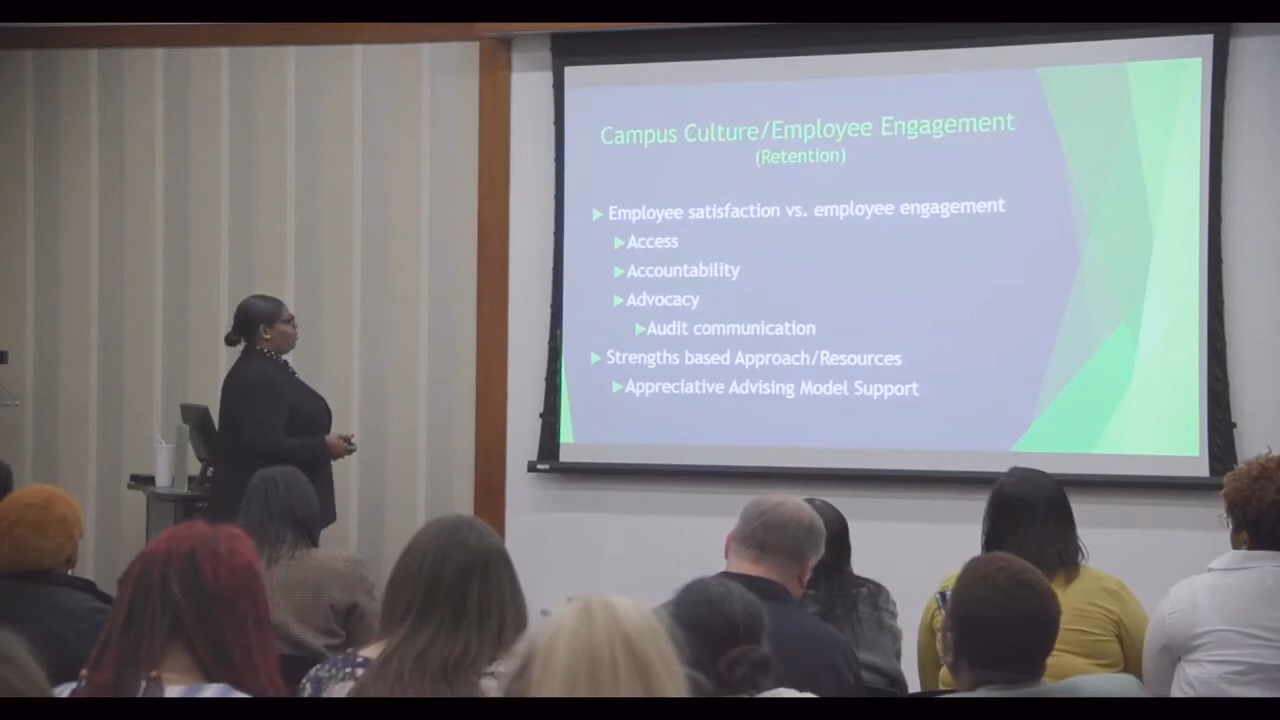 Campus Culture/Employee Engagement
(Retention)
Employee satisfaction vs. employee engagement
Access
Accountability
Advocacy
Audit communication
Strengths based Approach/Resources
Appreciative Advising Model Support